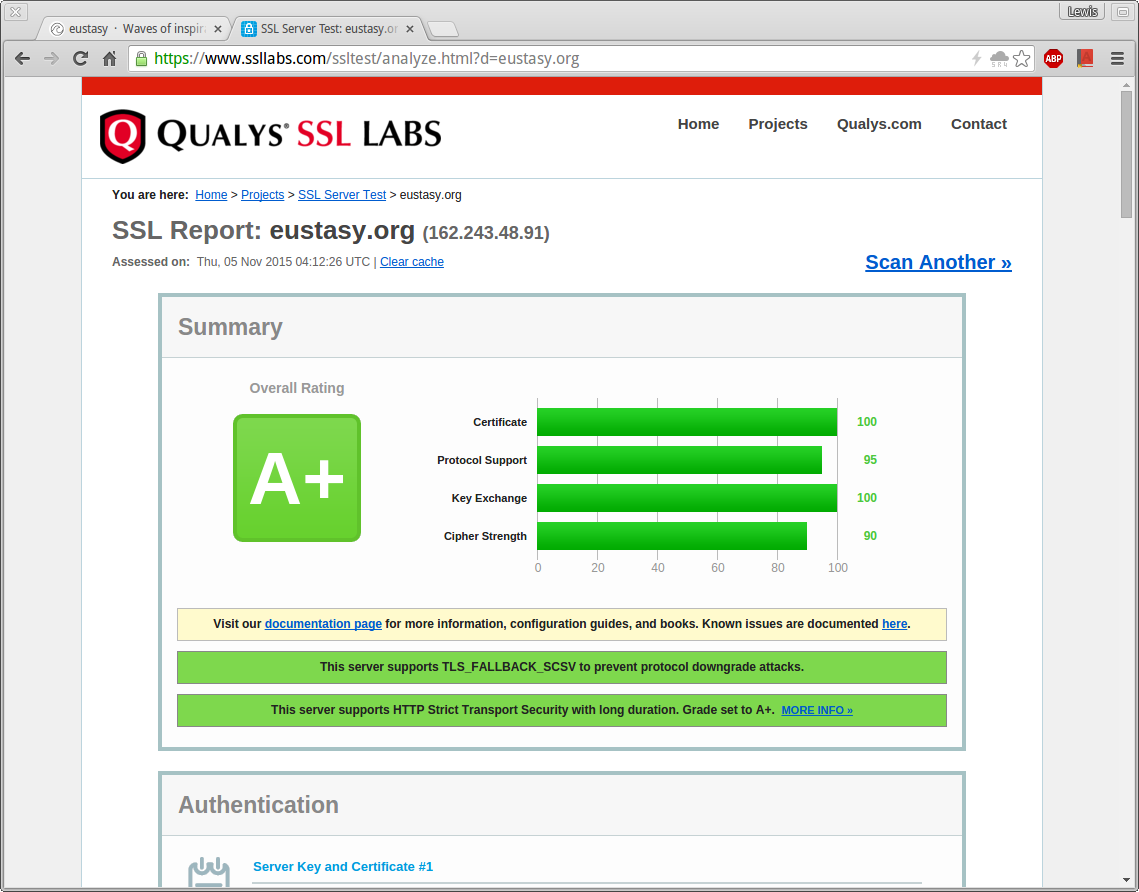 Lewis
eustasy · Waves of inspir
SSL Server Test: eustasy.or
https://www.ssllabs.com/ssltest/analyze.html?d=eustasy.org
SR4
ABP
QUALYS® SSL LABS
Home Projects Qualys.com Contact
You are here: Home > Projects > SSL Server Test > eustasy.org
SSL Report: eustasy.org (162.243.48.91)
Assessed on: Thu, 05 Nov 2015 04:12:26 UTC | Clear cache
Scan Another »
Summary
Overall Rating
A+
Certificate 100
Protocol Support 95
Key Exchange 100
Cipher Strength 90
0 20 40 60 80 100
Visit our documentation page for more information, configuration guides, and books. Known issues are documented here.
This server supports TLS_FALLBACK_SCSV to prevent protocol downgrade attacks.
This server supports HTTP Strict Transport Security with long duration. Grade set to A+. MORE INFO »
Authentication
Server Key and Certificate #1